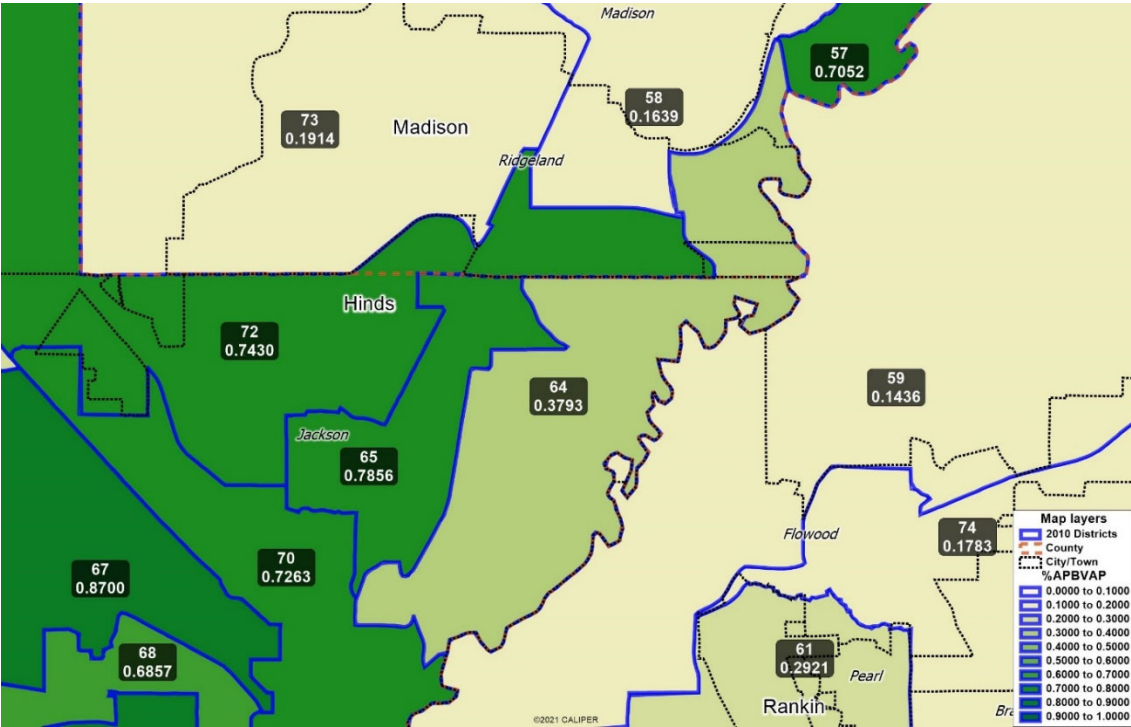 Madison
57
0.7052
58
0.1639
73
0.1914
Madison
Ridgeland
Hinds
72
0.7430
64
0.3793
59
0.1436
Jackson
65
0.7856
Flowood
74
0.1783
70
0.7263
67
0.8700
68
0.6857
61
0.2921
Pearl
Rankin
Bra
©2021 CALIPER
Map layers
2010 Districts
County
City/Town
%APBVAP
0.0000 to 0.1000
0.1000 to 0.2000
0.2000 to 0.3000
0.3000 to 0.4000
0.4000 to 0.5000
0.5000 to 0.6000
0.6000 to 0.7000
0.7000 to 0.8000
0.8000 to 0.9000
0.9000 to 1.0000